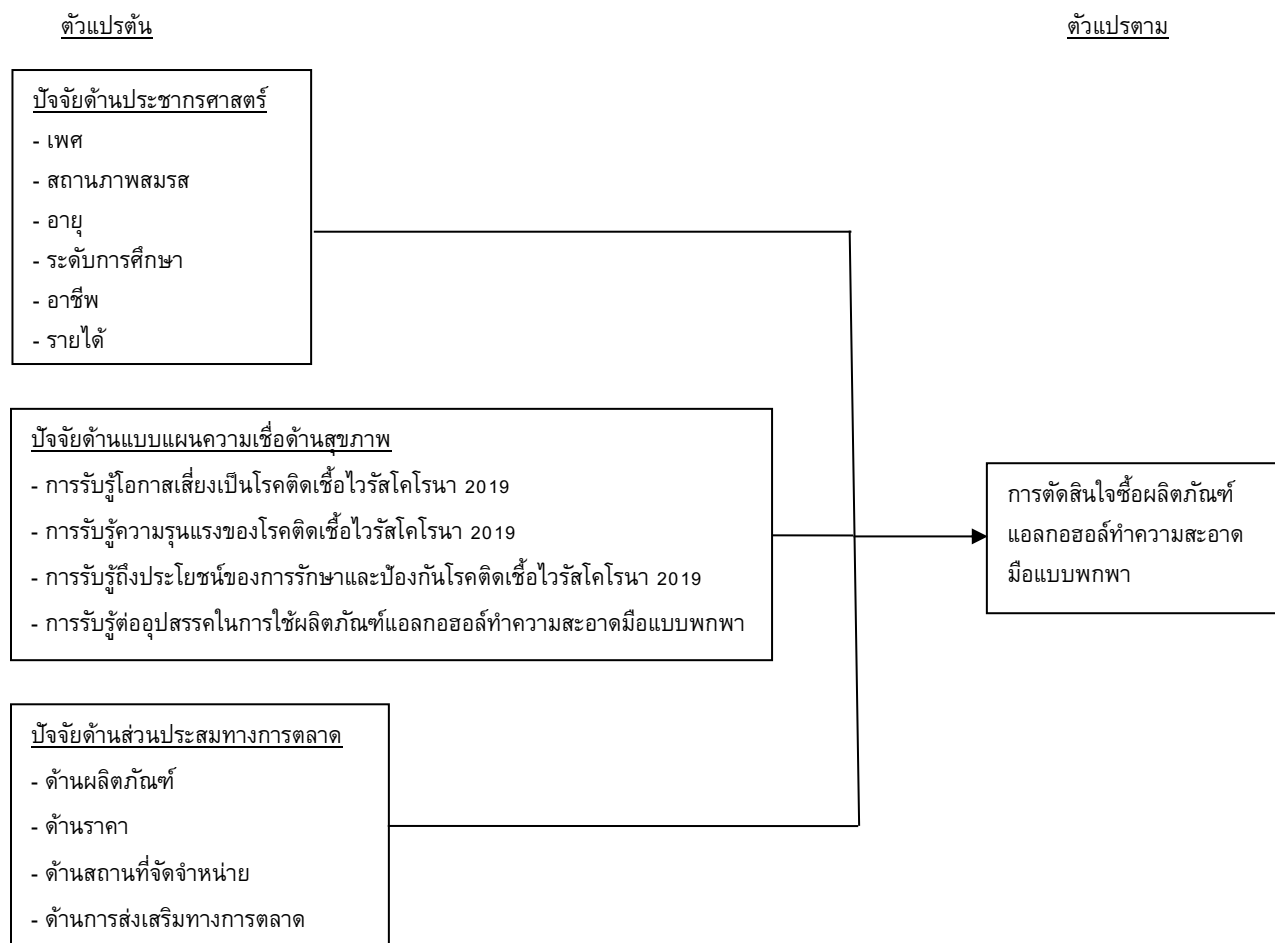 ตัวแปรต้น
ตัวแปรตาม
ปัจจัยด้านประชากรศาสตร์
- เพศ
- สถานภาพสมรส
- อายุ
- ระดับการศึกษา
- อาชีพ
- รายได้
ปัจจัยด้านแบบแผนความเชื่อด้านสุขภาพ
- การรับรู้โอกาสเสี่ยงเป็นโรคติดเชื้อไวรัสโคโรนา 2019
- การรับรู้ความรุนแรงของโรคติดเชื้อไวรัสโคโรนา 2019
- การรับรู้ถึงประโยชน์ของการรักษาและป้องกันโรคติดเชื้อไวรัสโคโรนา 2019
- การรับรู้ต่ออุปสรรคในการใช้ผลิตภัณฑ์แอลกอฮอล์ทำความสะอาดมือแบบพกพา
การตัดสินใจซื้อผลิตภัณฑ์
แอลกอฮอล์ทำความสะอาด
มือแบบพกพา
ปัจจัยด้านส่วนประสมทางการตลาด
- ด้านผลิตภัณฑ์
- ด้านราคา
- ด้านสถานที่จัดจำหน่าย
- ด้านการส่งเสริมทางการตลาด